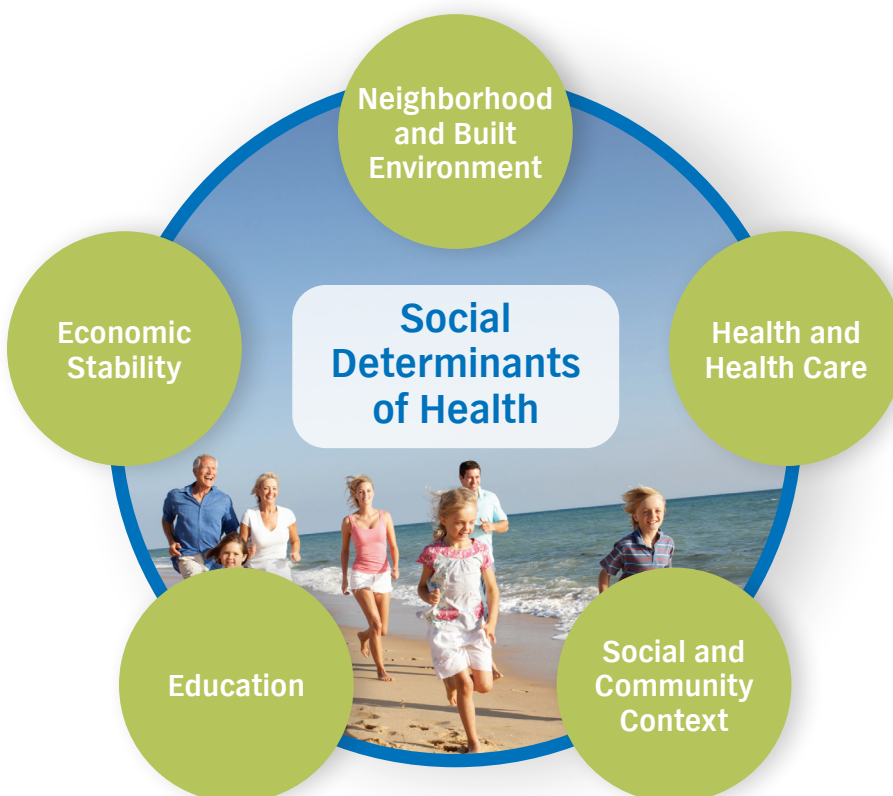 Neighborhood
and Built
Environment
Economic
Stability
Social
Determinants
of Health
Health and
Health Care
Education
Social and
Community
Context